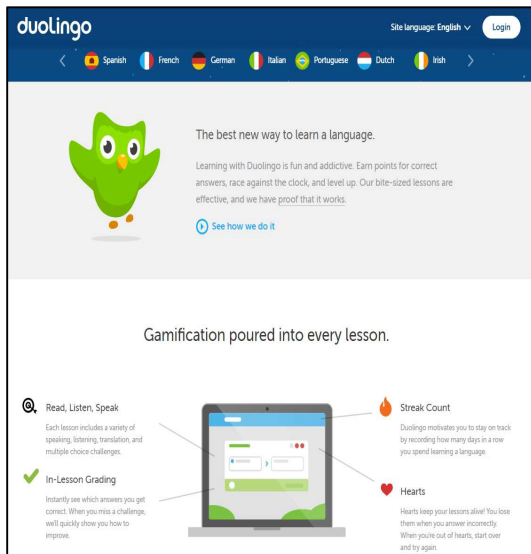 duolingo
Site language: English
Login
Spanish French German Italian Portuguese Dutch Irish
The best new way to learn a language.
Learning with Duolingo is fun and addictive. Earn points for correct
answers, race against the clock, and level up. Our bite-sized lessons are
effective, and we have proof that it works.
See how we do it
Gamification poured into every lesson.
Read, Listen, Speak
Each lesson includes a variety of
speaking, listening, translation, and
multiple choice challenges.
In-Lesson Grading
Instantly see which answers you get
correct. When you miss a challenge,
we'll quickly show you how to
improve.
Streak Count
Duolingo motivates you to stay on track
by recording how many days in a row
you spend learning a language.
Hearts
Hearts keep your lessons alive! You lose
them when you answer incorrectly.
When you're out of hearts, start over
and try again.